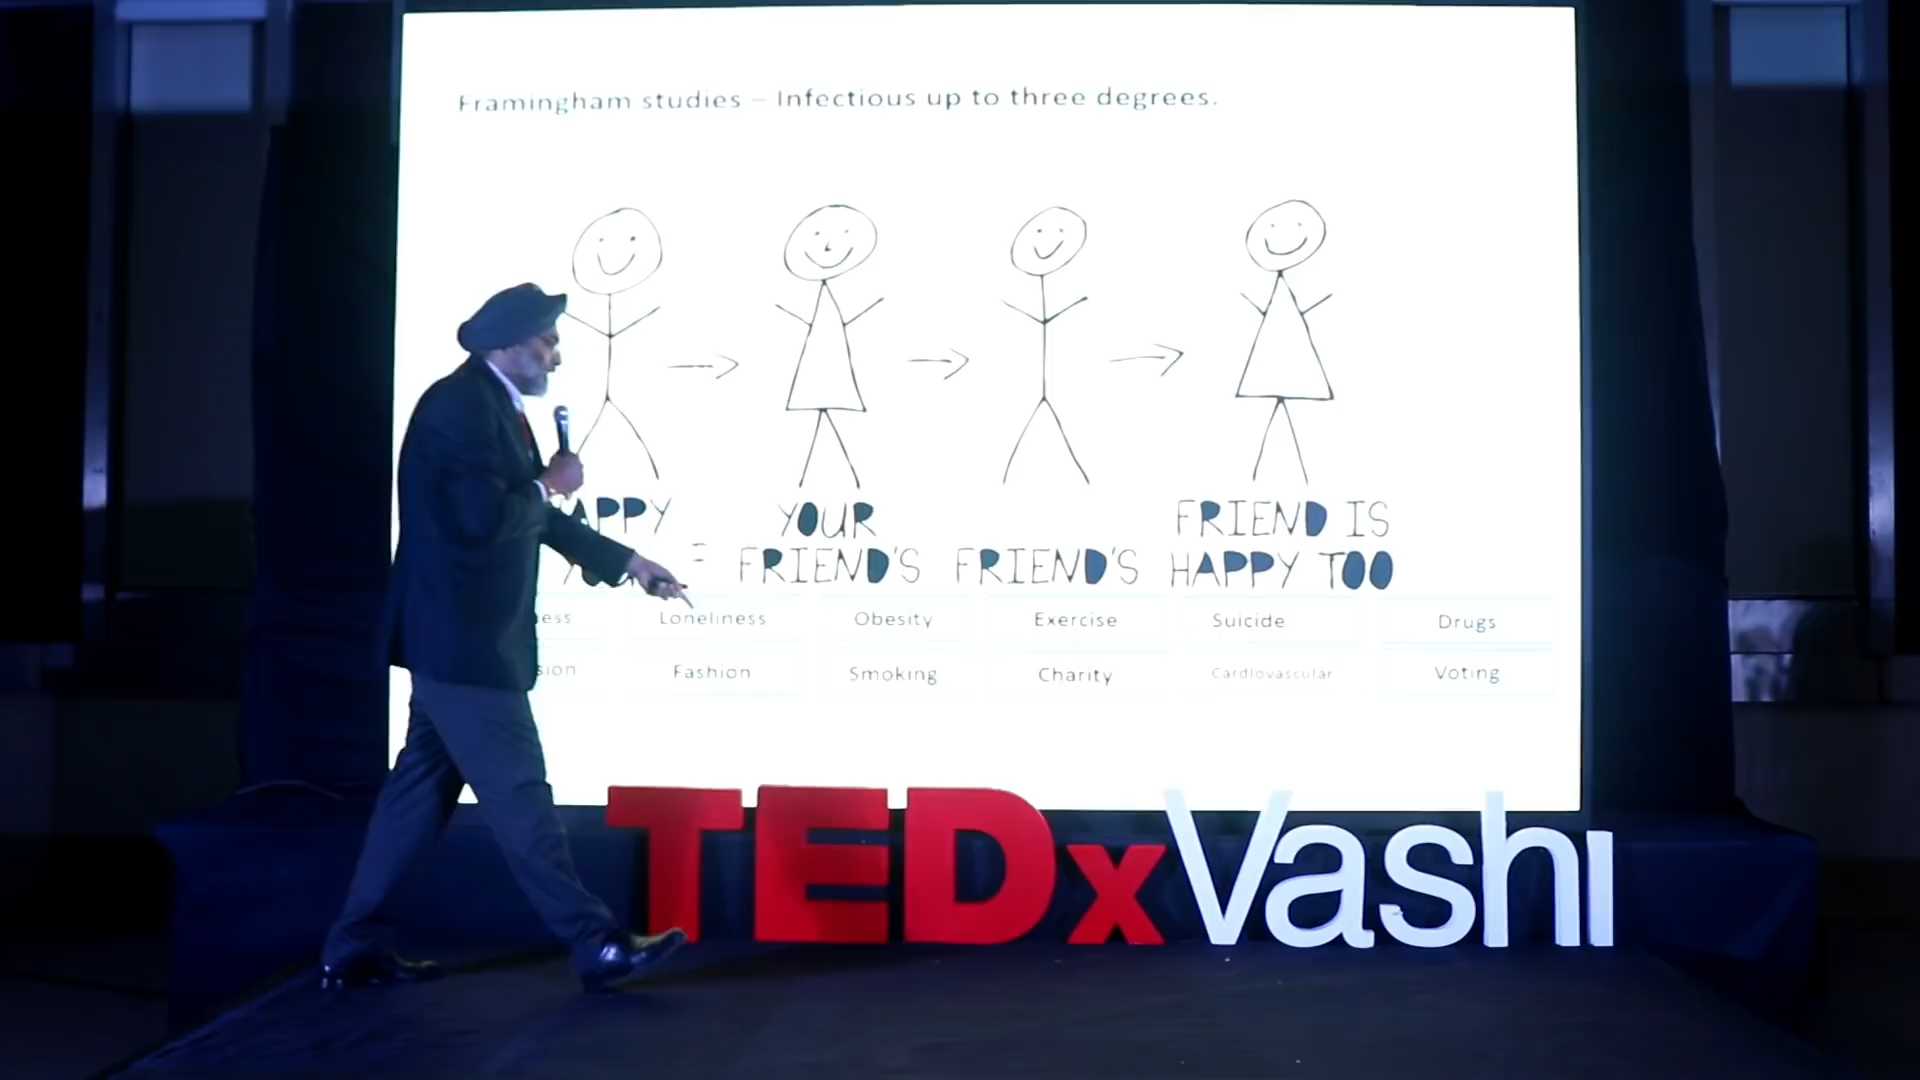 Framingham studies – Infectious up to three degrees.
APPY
YOUR
FRIEND IS
= FRIEND'S FRIEND'S HAPPY TOO
Loneliness Obesity Exercise Suicide Drugs
Fashion Smoking Charity Cardiovascular Voting
TEDxVashi